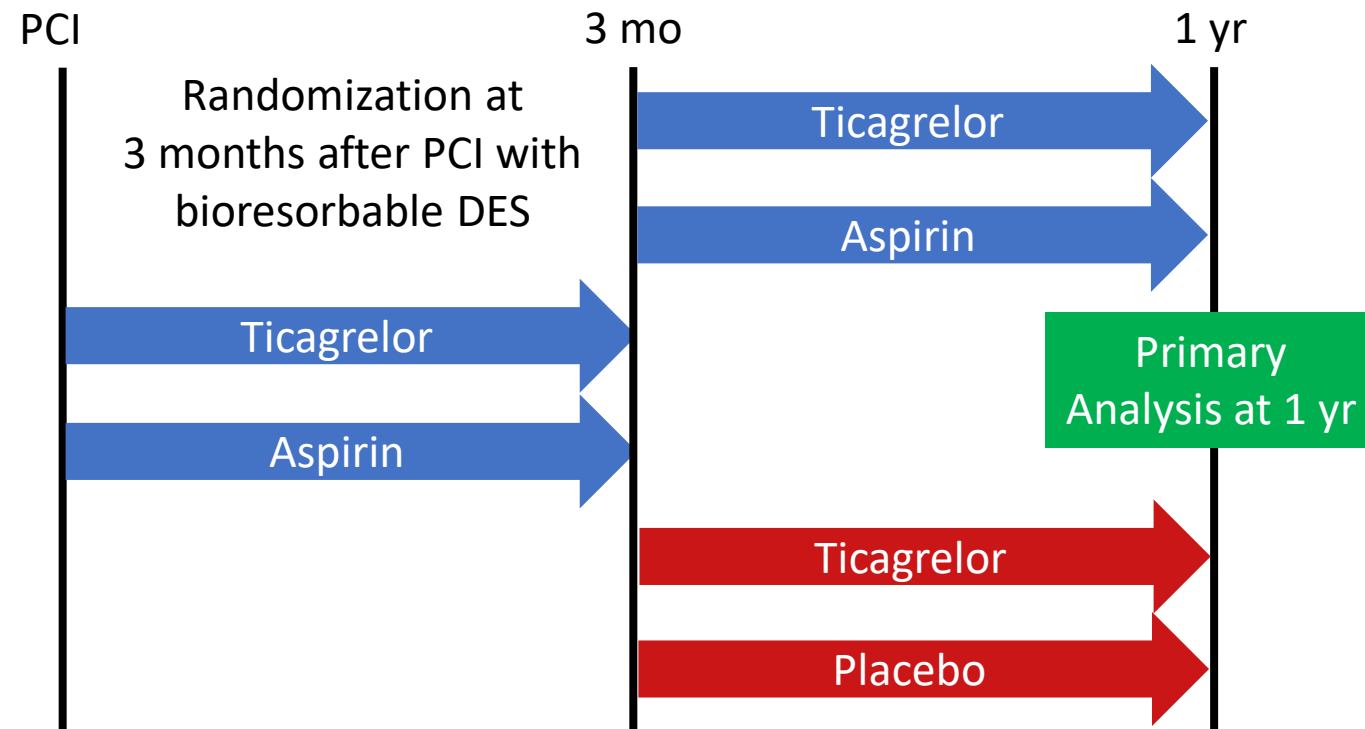 PCI
3 mo
1 yr
Randomization at
3 months after PCI with
bioresorbable DES
Ticagrelor
Aspirin
Ticagrelor
Aspirin
Primary
Analysis at 1 yr
Ticagrelor
Placebo